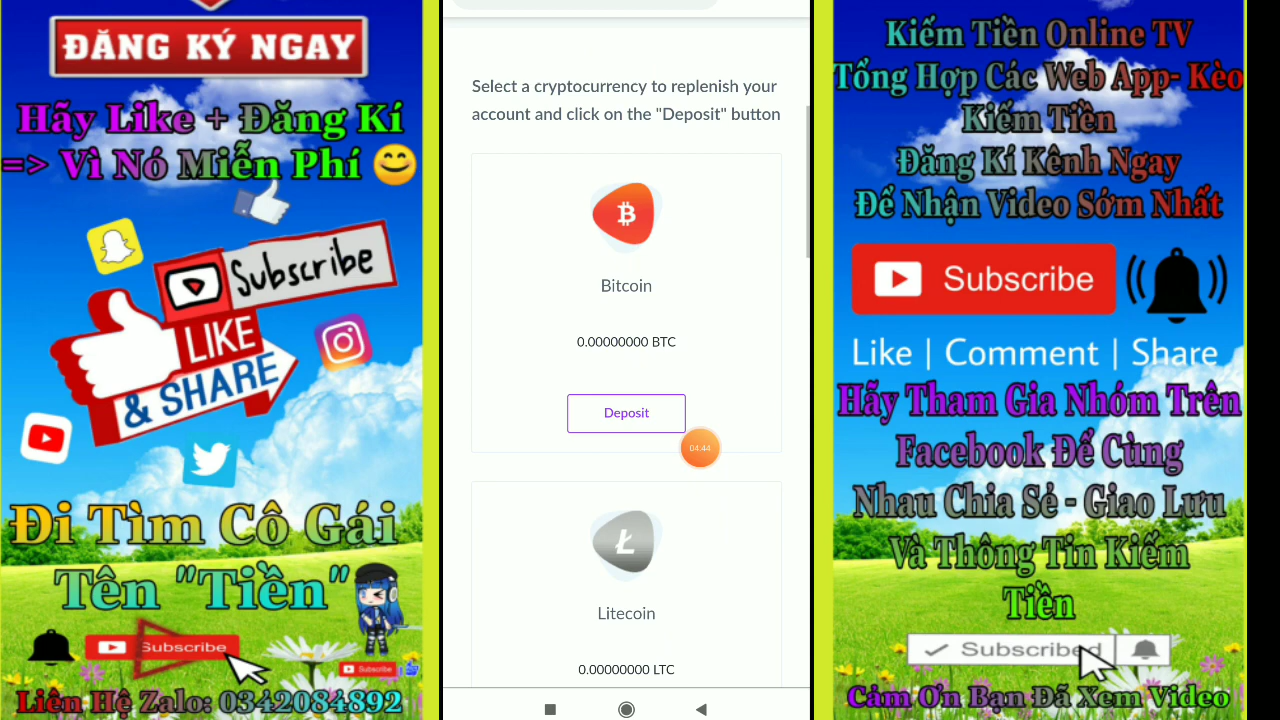 ĐĂNG KÝ NGAY
Hãy Like + Đăng Kí
=> Vì Nó Miễn Phí 😊
Subscribe
LIKE
& SHARE
Đi Tìm Cô Gái
Tên "Tiền"
Subscribe
Subscribe
Liên Hệ Zalo: 0342084892
Select a cryptocurrency to replenish your
account and click on the "Deposit" button
Bitcoin
0.00000000 BTC
Deposit
04:44
Litecoin
0.00000000 LTC
Kiếm Tiền Online TV
Tổng Hợp Các Web App- Kèo
Kiếm Tiền
Đăng Kí Kênh Ngay
Để Nhận Video Sớm Nhất
Subscribe
Like | Comment | Share
Hãy Tham Gia Nhóm Trên
Facebook Để Cùng
Nhau Chia Sẻ - Giao Lưu
Và Thông Tin Kiếm
Tiền
Subscribed
Cảm Ơn Bạn Đã Xem Video